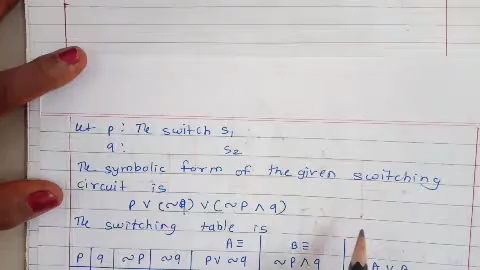 Let p: The switch S1
q: S2
The symbolic form of the given switching
circuit is
p ∨ (~q) ∨ (~p ∧ q)
The switching table is
A≡ B≡
p q ~p ~q p∨ ~q ~p ∧ q A ∨ B